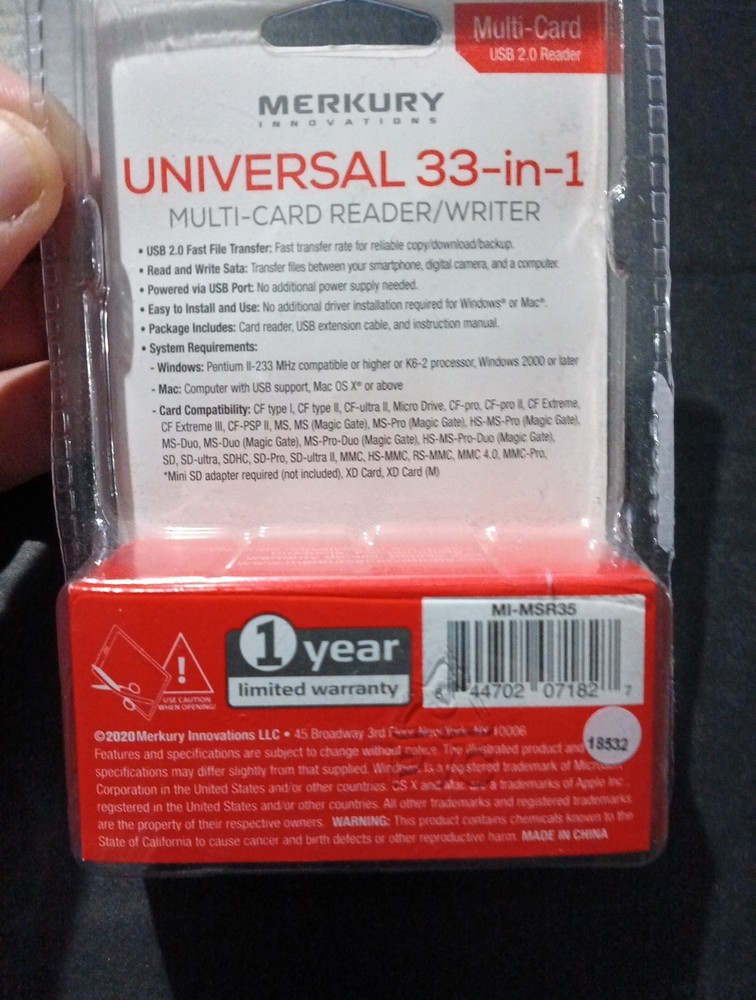 Multi-Card
USB 2.0 Reader
MERKURY
INNOVATIONS
UNIVERSAL 33-in-1
MULTI-CARD READER/WRITER
• USB 2.0 Fast File Transfer: Fast transfer rate for reliable copy/download/backup.
• Read and Write Sata: Transfer files between your smartphone, digital camera, and a computer.
• Powered via USB Port: No additional power supply needed.
• Easy to Install and Use: No additional driver installation required for Windows® or Mac®.
• Package Includes: Card reader, USB extension cable, and instruction manual.
• System Requirements:
- Windows: Pentium II-233 MHz compatible or higher or K6-2 processor, Windows 2000 or later
- Mac: Computer with USB support, Mac OS X® or above
- Card Compatibility: CF type I, CF type II, CF-ultra II, Micro Drive, CF-pro, CF-pro II, CF Extreme,
CF Extreme III, CF-PSP II, MS, MS (Magic Gate), MS-Pro (Magic Gate), HS-MS-Pro (Magic Gate),
MS-Duo, MS-Duo (Magic Gate), MS-Pro-Duo (Magic Gate), HS-MS-Pro-Duo (Magic Gate),
SD, SD-ultra, SDHC, SD-Pro, SD-ultra II, MMC, HS-MMC, RS-MMC, MMC 4.0, MMC-Pro,
*Mini SD adapter required (not included), XD Card, XD Card (M)
USE CAUTION
WHEN OPENING!
1 year
limited warranty
MI-MSR35
6 44702 07182 7
18532
©2020 Merkury Innovations LLC • 45 Broadway 3rd Floor New York, NY 10006
Features and specifications are subject to change without notice. The illustrated product and
specifications may differ slightly from that supplied. Windows is a registered trademark of
Corporation in the United States and/or other countries. OS X and Mac are a trademarks of Apple Inc.,
registered in the United States and/or other countries. All other trademarks and registered trademarks
are the property of their respective owners. WARNING: This product contains chemicals known to the
State of California to cause cancer and birth defects or other reproductive harm. MADE IN CHINA